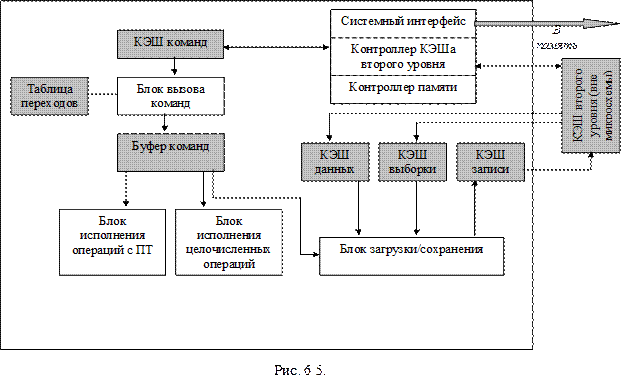 Системный интерфейс
В
память
КЭШ команд
Контроллер КЭШа
второго уровня
Контроллер памяти
Таблица
переходов
Блок вызова
команд
КЭШ второго
уровня (вне
микросхемы)
Буфер команд
КЭШ
данных
КЭШ
выборки
КЭШ
записи
Блок
исполнения
операций с ПТ
Блок
исполнения
целочисленных
операций
Блок загрузки/сохранения
Рис. 6.5.